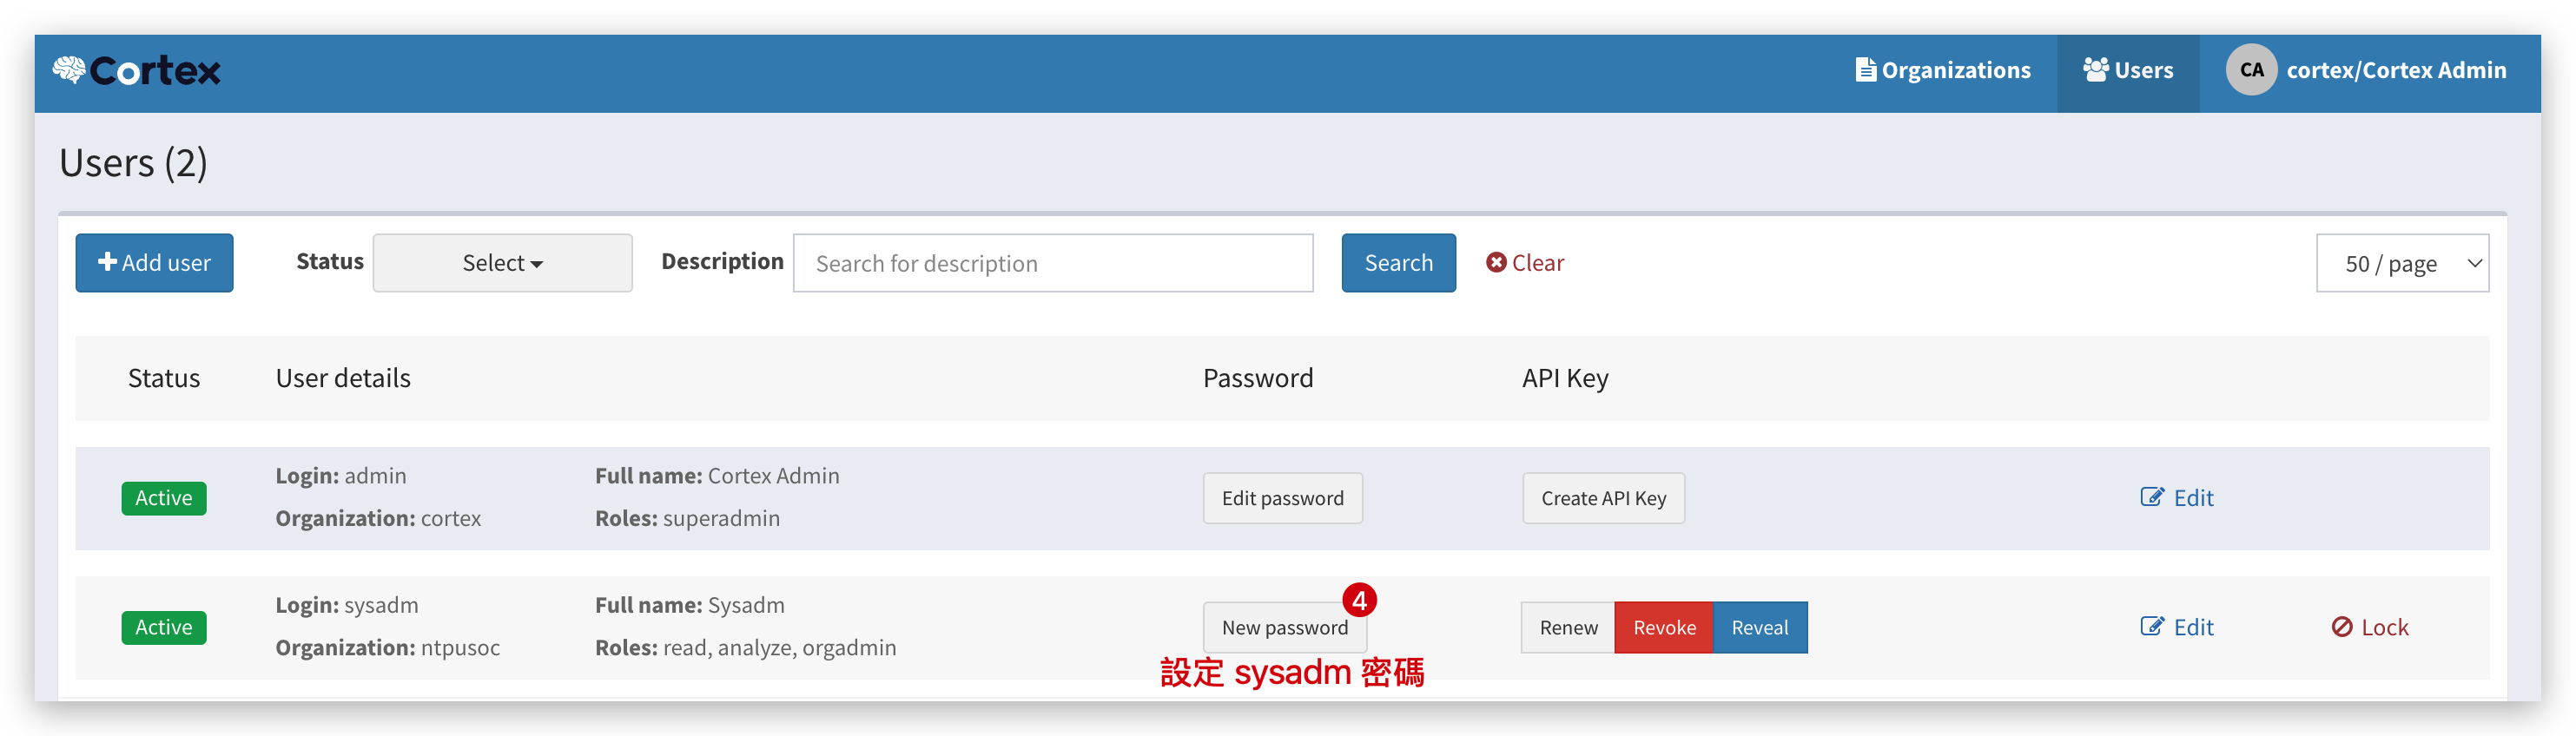 Cortex
Organizations
Users
CA
cortex/Cortex Admin
Users (2)
Add user
Status
Select
Description
Search for description
Search
Clear
50 / page
Status
User details
Password
API Key
Active
Login: admin
Full name: Cortex Admin
Organization: cortex
Roles: superadmin
Edit password
Create API Key
Edit
Active
Login: sysadm
Full name: Sysadm
Organization: ntpusoc
Roles: read, analyze, orgadmin
New password
4
設定 sysadm 密碼
Renew
Revoke
Reveal
Edit
Lock